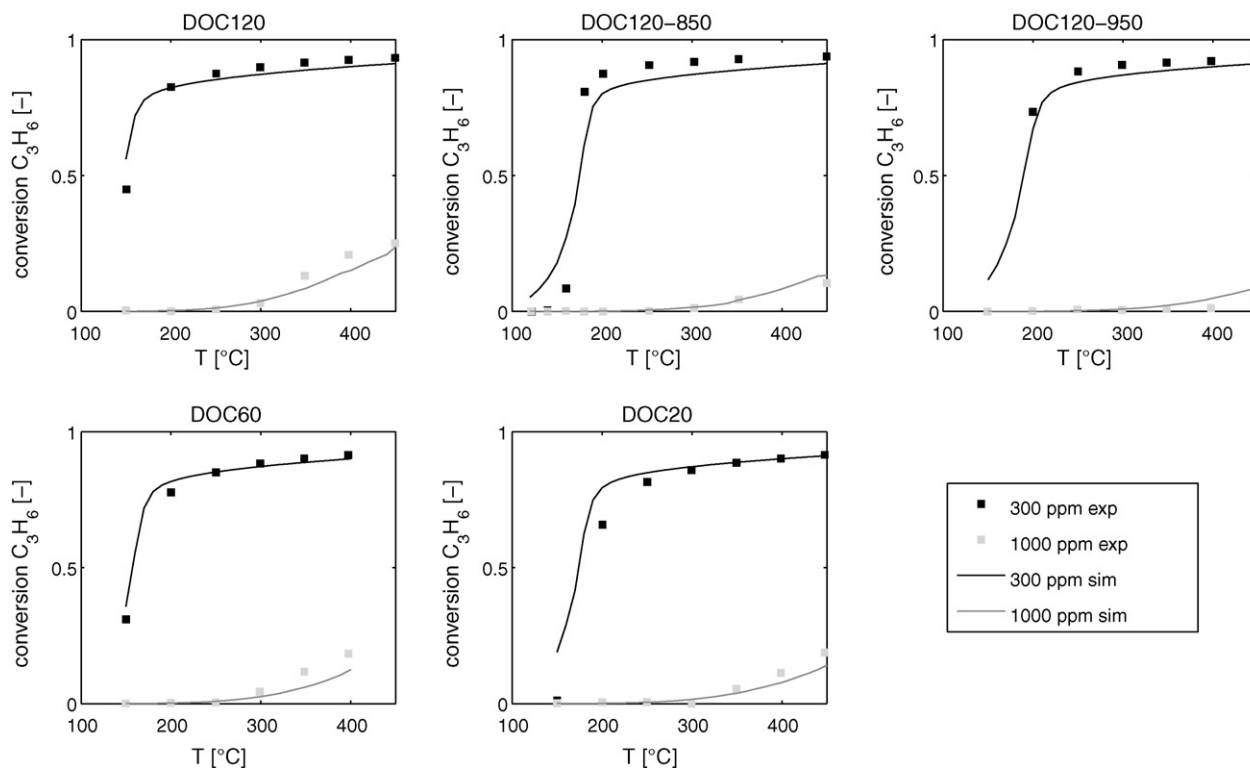 DOC120
conversion C3H6 [−]
1
0.5
0
100 200 300 400
T [°C]
DOC120−850
conversion C3H6 [−]
1
0.5
0
100 200 300 400
T [°C]
DOC120−950
conversion C3H6 [−]
1
0.5
0
100 200 300 400
T [°C]
DOC60
conversion C3H6 [−]
1
0.5
0
100 200 300 400
T [°C]
DOC20
conversion C3H6 [−]
1
0.5
0
100 200 300 400
T [°C]
300 ppm exp
1000 ppm exp
300 ppm sim
1000 ppm sim